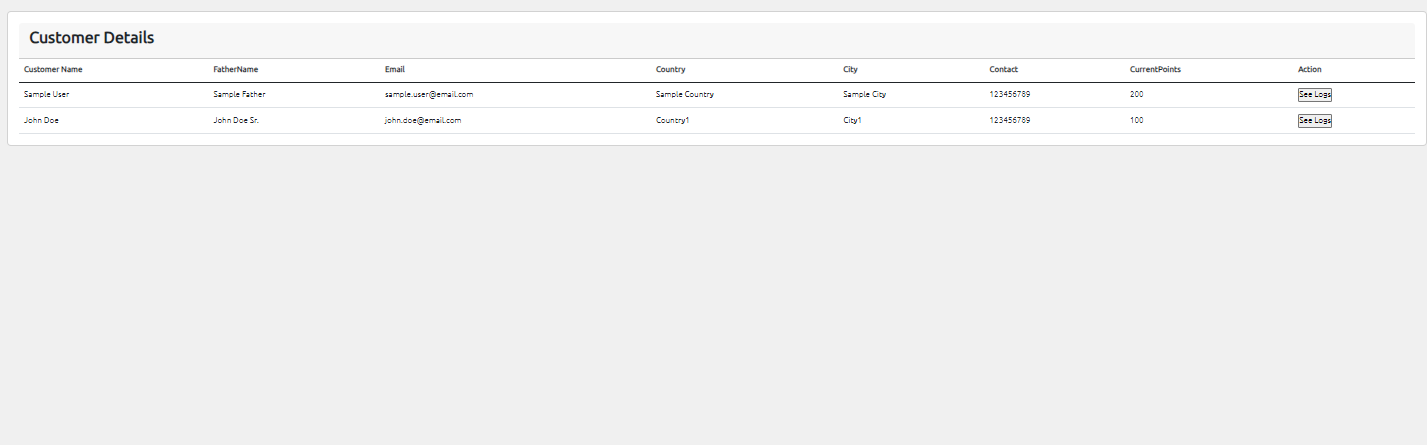 Customer Details
Customer Name FatherName Email Country City Contact CurrentPoints Action
Sample User Sample Father sample.user@email.com Sample Country Sample City 123456789 200 See Logs
John Doe John Doe Sr. john.doe@email.com Country1 City1 123456789 100 See Logs